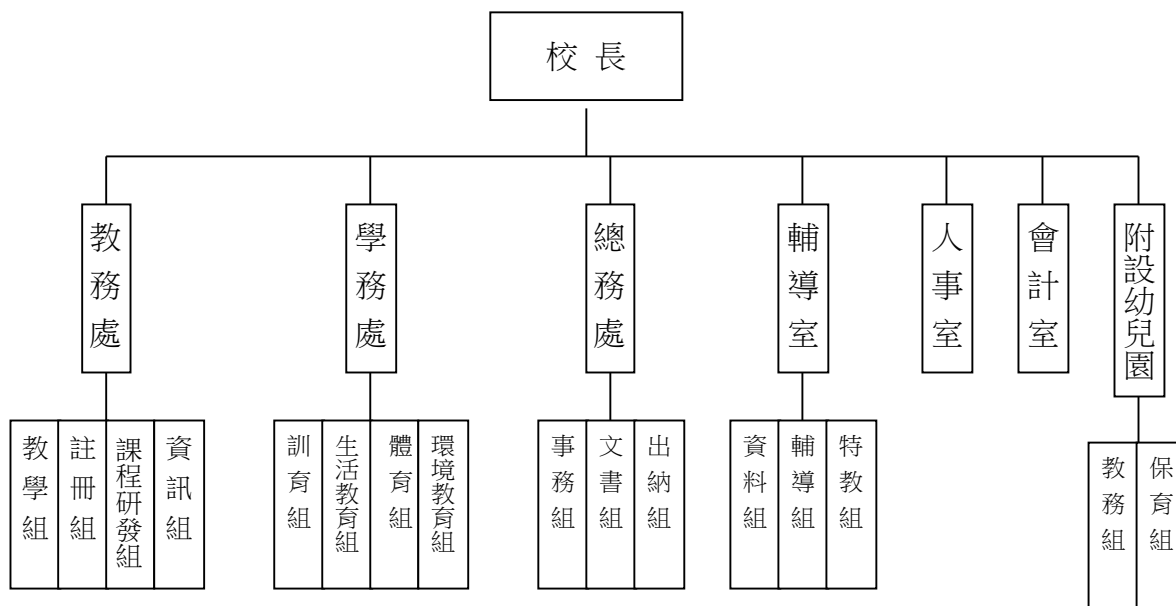 校長
教務處
學務處
總務處
輔導室
人事室
會計室
附設幼兒園
教學組
註冊組
課程研發組
資訊組
訓育組
生活教育組
體育組
環境教育組
事務組
文書組
出納組
資料組
輔導組
特教組
教務組
保育組